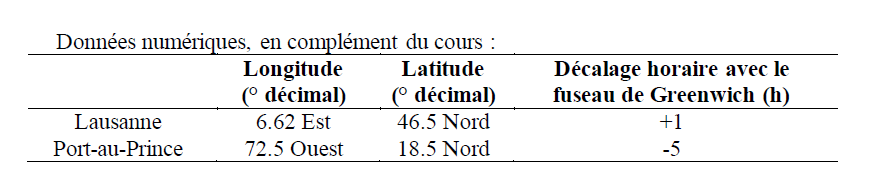 Données numériques, en complément du cours :
Longitude (° décimal) Latitude (° décimal) Décalage horaire avec le fuseau de Greenwich (h)
Lausanne 6.62 Est 46.5 Nord +1
Port-au-Prince 72.5 Ouest 18.5 Nord -5